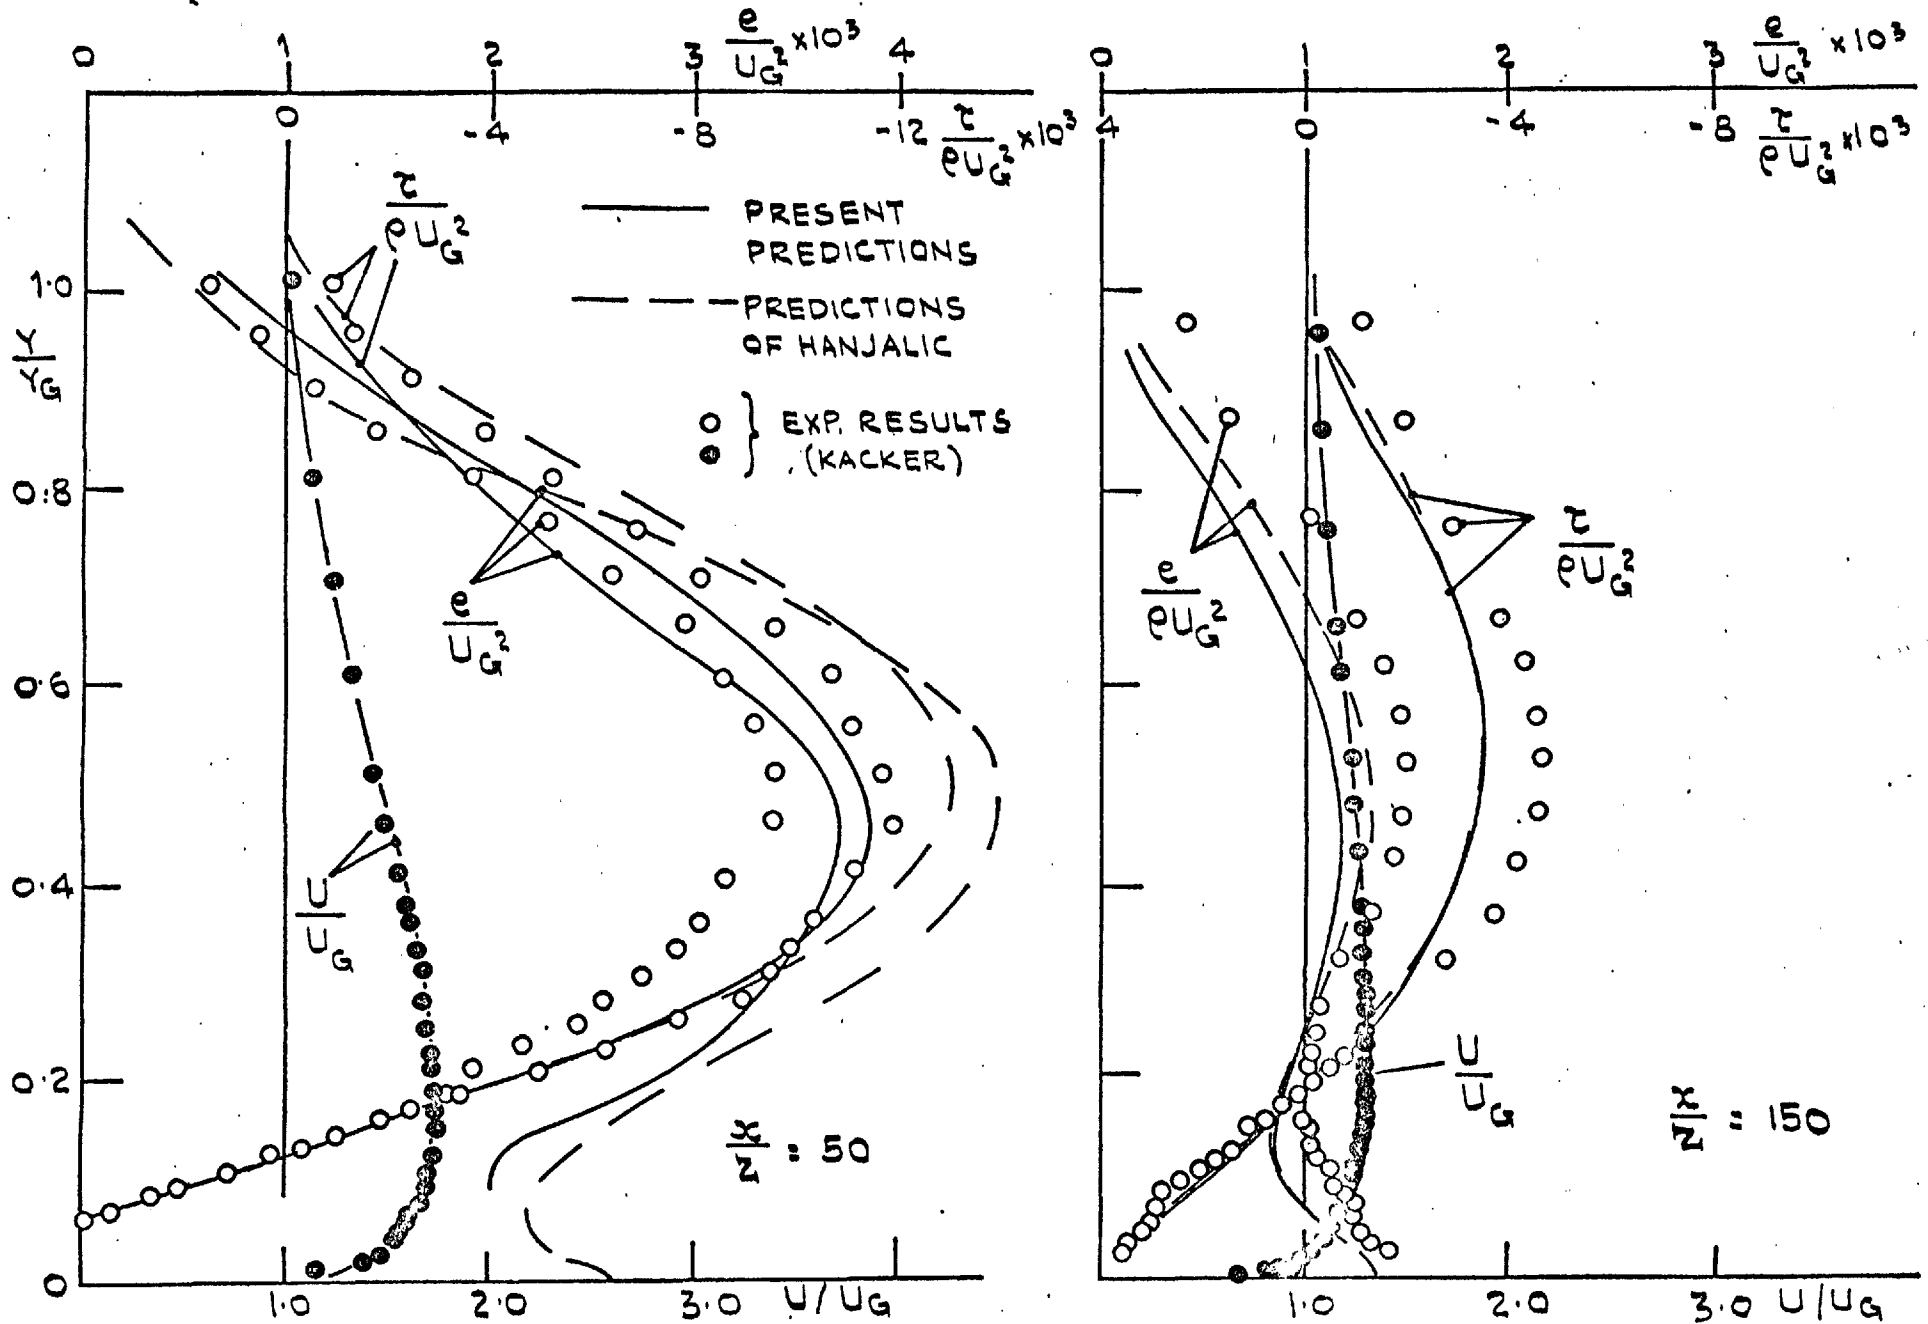 0 1 2 3 e/U_G² ×10³ 4
0 -4 -8 -12 τ/ρU_G² ×10³
τ/ρU_G²
PRESENT
PREDICTIONS
PREDICTIONS
OF HANJALIC
EXP. RESULTS
(KACKER)
1.0
Y/Y_G
0.8
0.6
0.4
0.2
0
e/U_G²
U/U_G
x/z = 50
1.0 2.0 3.0 U/U_G
0 1 2 3 e/U_G² ×10³
4 0 -4 -8 τ/ρU_G² ×10³
e/ρU_G²
τ/ρU_G²
U/U_G
x/z = 150
1.0 2.0 3.0 U/U_G